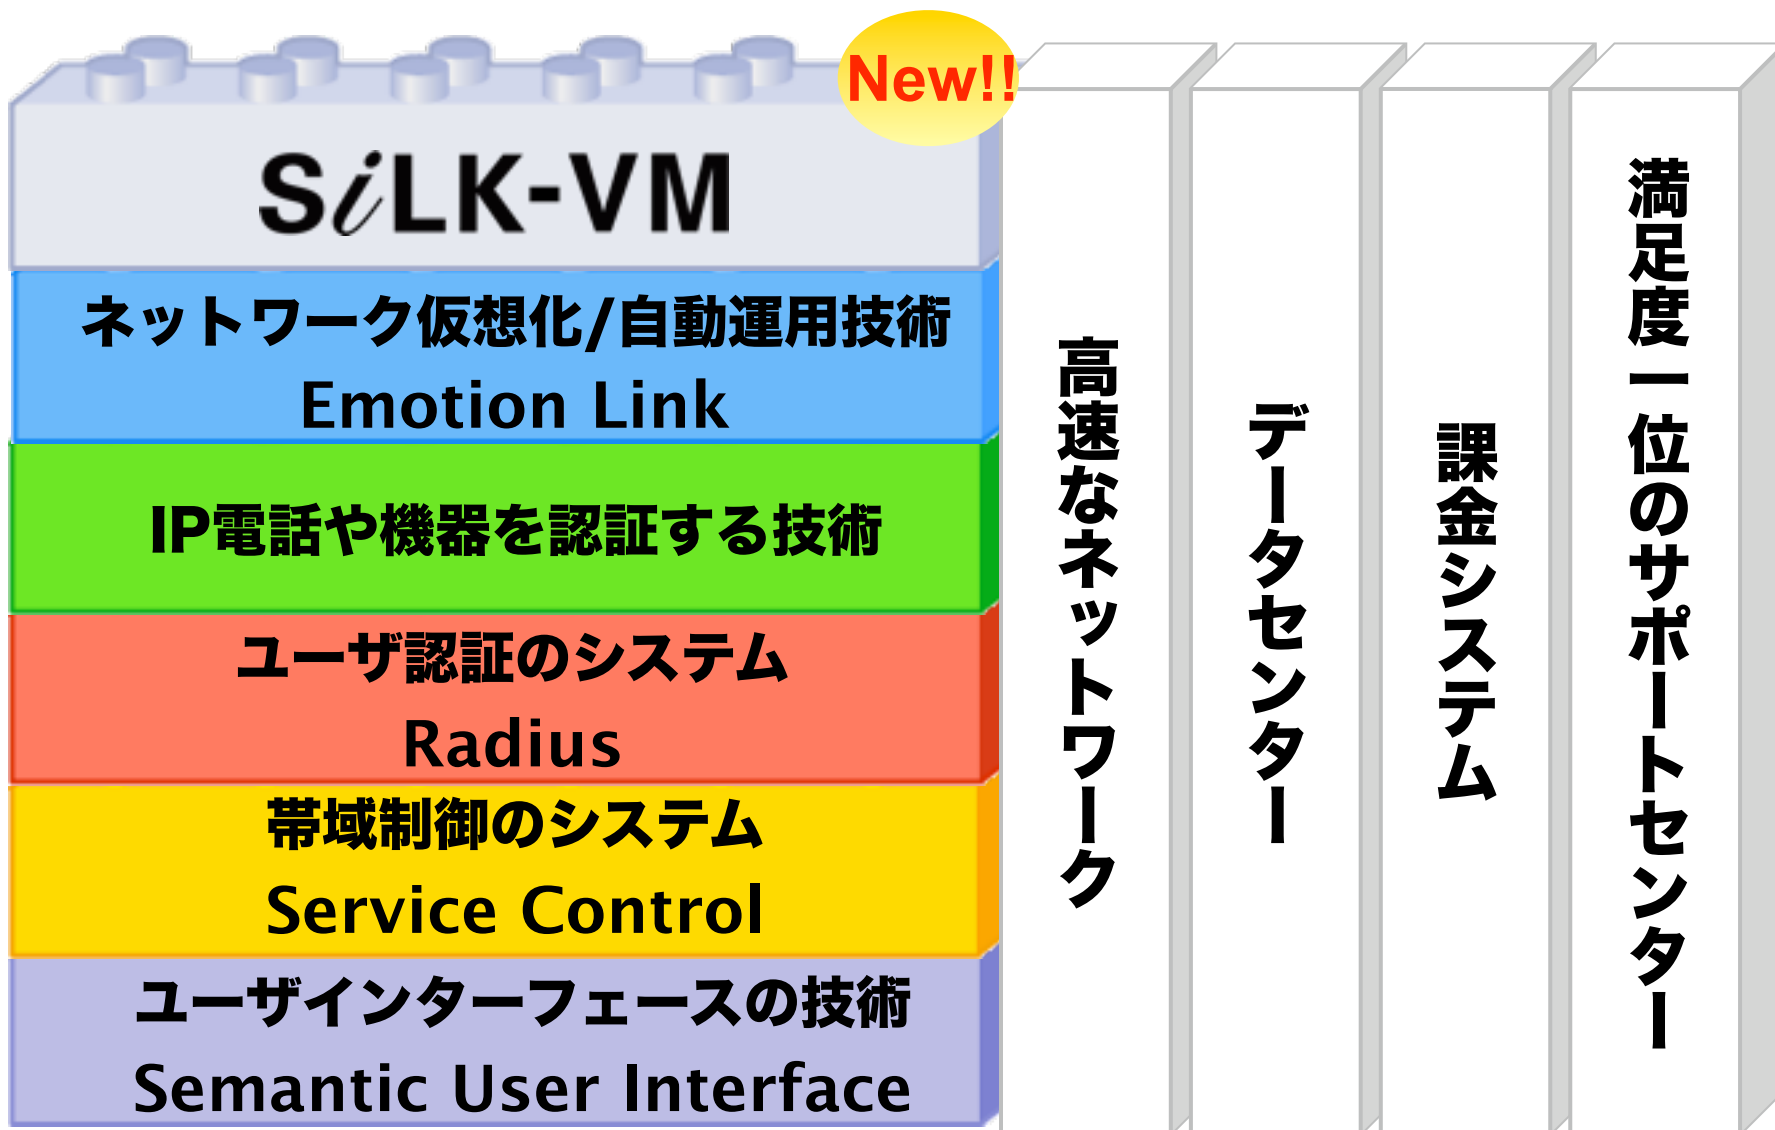 New!!
SiLK-VM
ネットワーク仮想化/自動運用技術
Emotion Link
IP電話や機器を認証する技術
ユーザ認証のシステム
Radius
帯域制御のシステム
Service Control
ユーザインターフェースの技術
Semantic User Interface
高速なネットワーク
データセンター
課金システム
満足度一位のサポートセンター